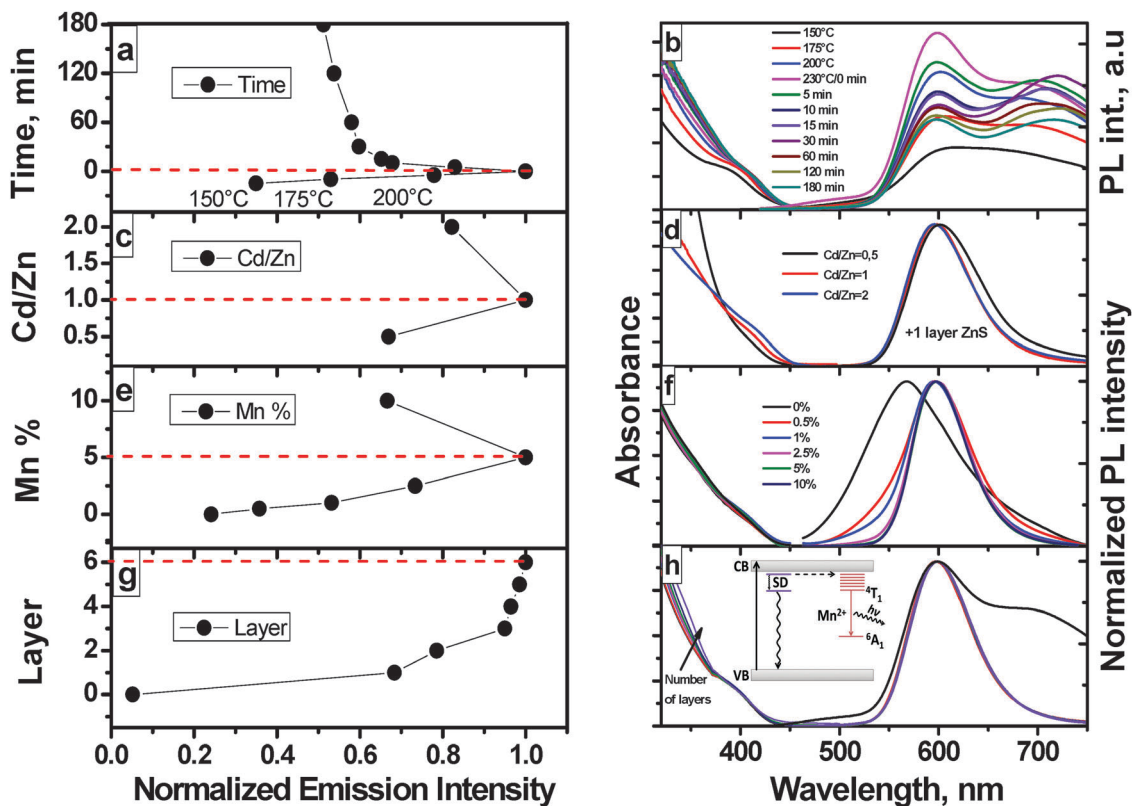 a
Time, min
180
120
60
0
Time
150°C 175°C 200°C
c
Cd/Zn
2.0
1.5
1.0
0.5
Cd/Zn
e
Mn %
10
5
0
Mn %
g
Layer
6
4
2
0
Layer
0.0 0.2 0.4 0.6 0.8 1.0
Normalized Emission Intensity
b
150°C
175°C
200°C
230°C/0 min
5 min
10 min
15 min
30 min
60 min
120 min
180 min
PL int., a.u
d
Cd/Zn=0,5
Cd/Zn=1
Cd/Zn=2
+1 layer ZnS
Absorbance
f
0%
0.5%
1%
2.5%
5%
10%
Normalized PL intensity
h
CB
SD
⁴T₁
Mn²⁺
hν
⁶A₁
VB
Number
of layers
400 500 600 700
Wavelength, nm